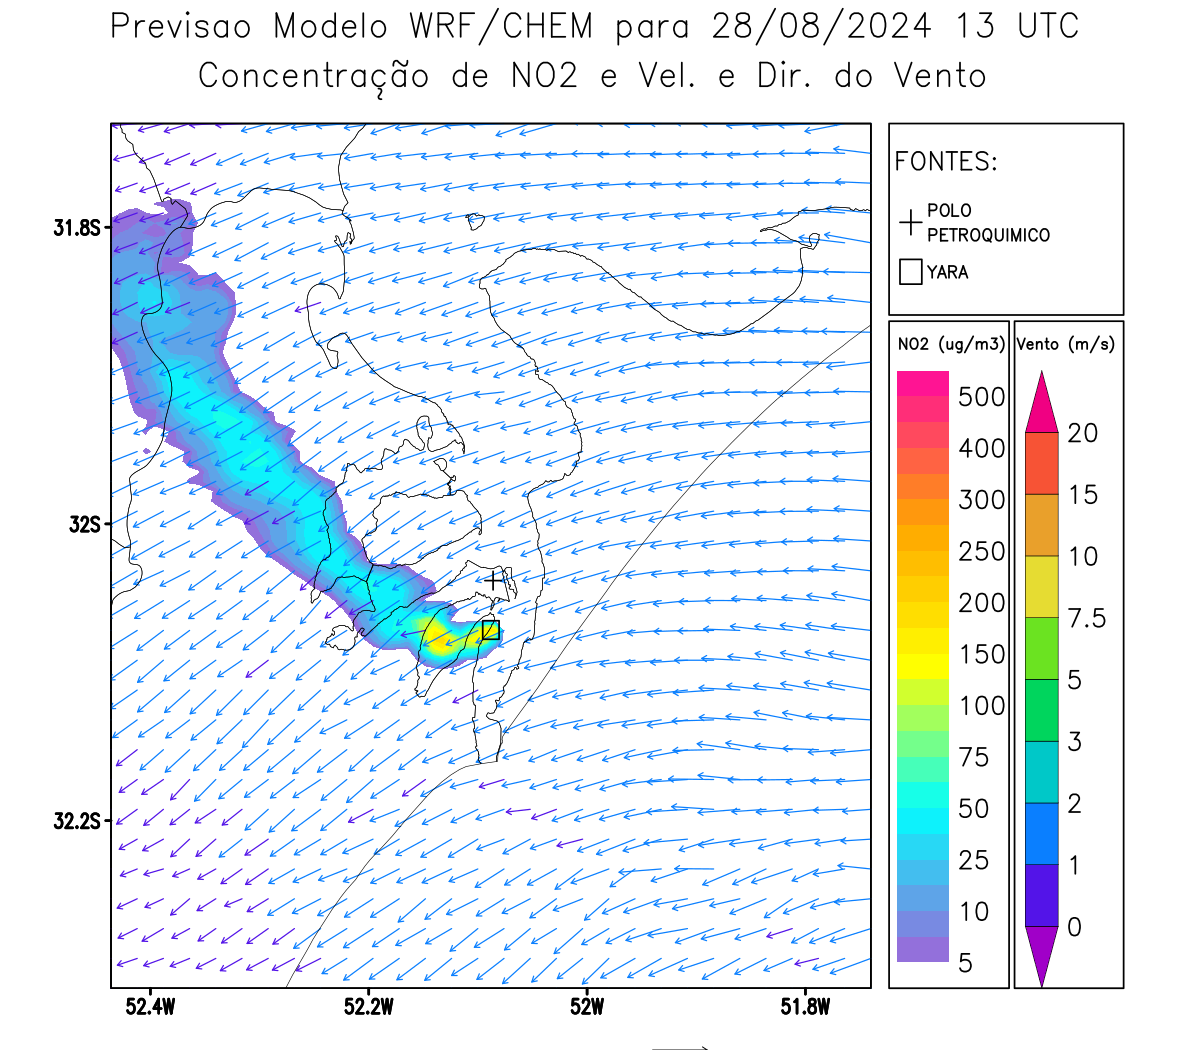 Previsao Modelo WRF/CHEM para 28/08/2024 13 UTC
Concentração de NO2 e Vel. e Dir. do Vento
FONTES:
POLO
PETROQUIMICO
YARA
31.8S
32S
32.2S
52.4W
52.2W
52W
51.8W
NO2 (ug/m3)
500
400
300
250
200
150
100
75
50
25
10
5
Vento (m/s)
20
15
10
7.5
5
3
2
1
0